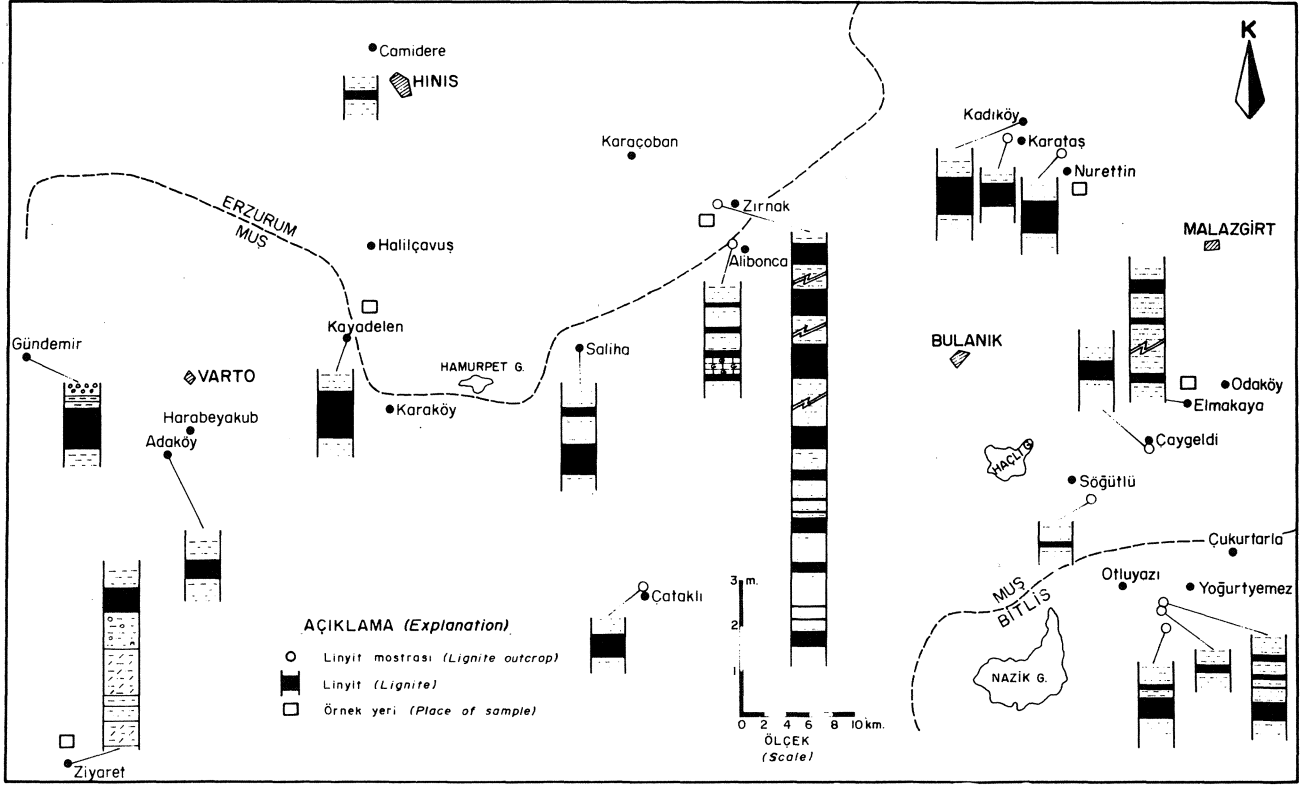 K
Camidere
HINIS
Kadıköy
Karataş
Karaçoban
Nurettin
ERZURUM
MUŞ
Zırnak
MALAZGİRT
Halilçavuş
Alibonca
Kayadelen
Gündemir
Saliha
BULANIK
HAMURPET G.
VARTO
Odaköy
Elmakaya
Karaköy
Harabeyakub
Adaköy
Çaygeldi
HAÇLI G.
Söğütlü
Çukurtarla
MUŞ
BİTLİS
Otluyazı
Yoğurtyemez
Çataklı
3 m.
2
1
0 2 4 6 8 10 km.
ÖLÇEK
(Scale)
NAZİK G.
AÇIKLAMA (Explanation)
Linyit mostrası (Lignite outcrop)
Linyit (Lignite)
Örnek yeri (Place of sample)
Ziyaret